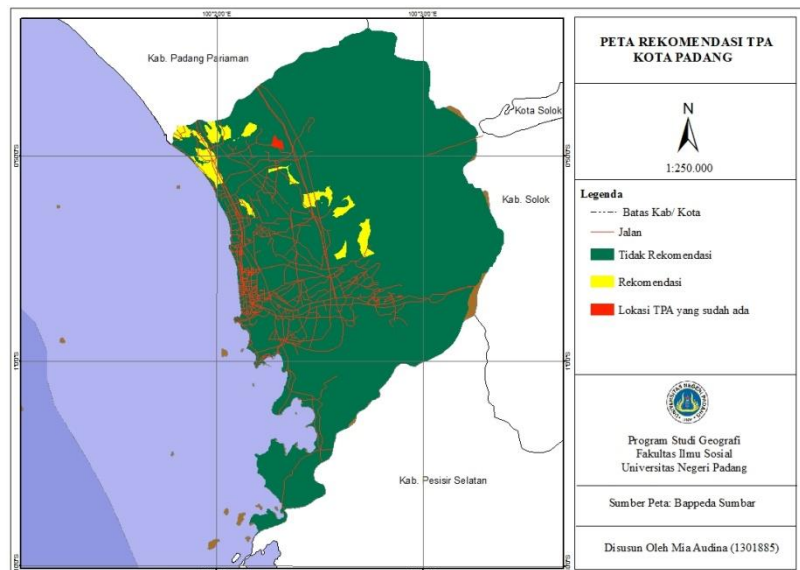 PETA REKOMENDASI TPA
KOTA PADANG
N
1:250.000
Legenda
Batas Kab/ Kota
Jalan
Tidak Rekomendasi
Rekomendasi
Lokasi TPA yang sudah ada
Program Studi Geografi
Fakultas Ilmu Sosial
Universitas Negeri Padang
Sumber Peta: Bappeda Sumbar
Disusun Oleh Mia Audina (1301885)
Kab. Padang Pariaman
Kota Solok
Kab. Solok
Kab. Pesisir Selatan